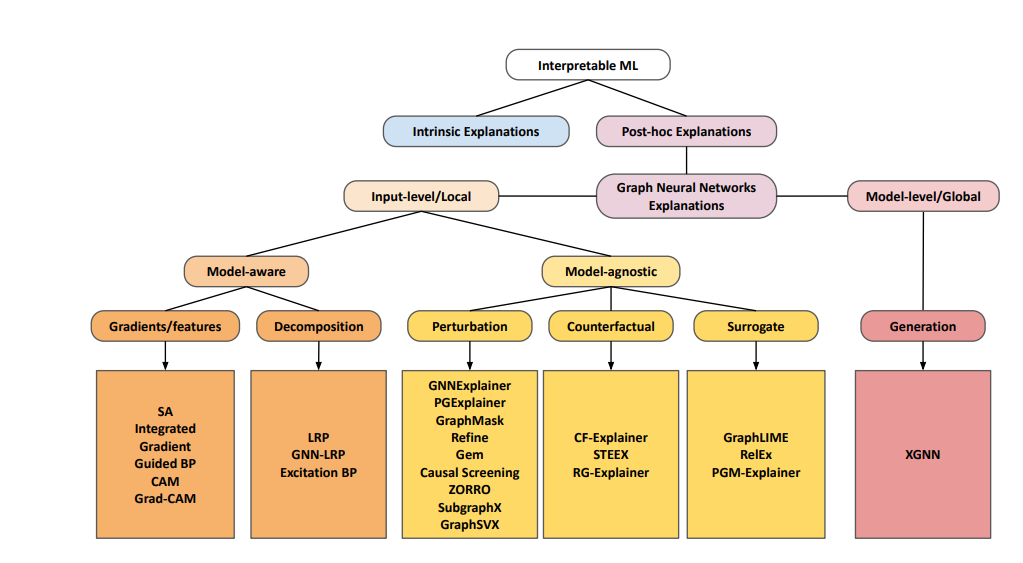 Interpretable ML
Intrinsic Explanations
Post-hoc Explanations
Input-level/Local
Graph Neural Networks
Explanations
Model-level/Global
Model-aware
Model-agnostic
Gradients/features
Decomposition
Perturbation
Counterfactual
Surrogate
Generation
SA
Integrated
Gradient
Guided BP
CAM
Grad-CAM
LRP
GNN-LRP
Excitation BP
GNNExplainer
PGExplainer
GraphMask
Refine
Gem
Causal Screening
ZORRO
SubgraphX
GraphSVX
CF-Explainer
STEEX
RG-Explainer
GraphLIME
RelEx
PGM-Explainer
XGNN